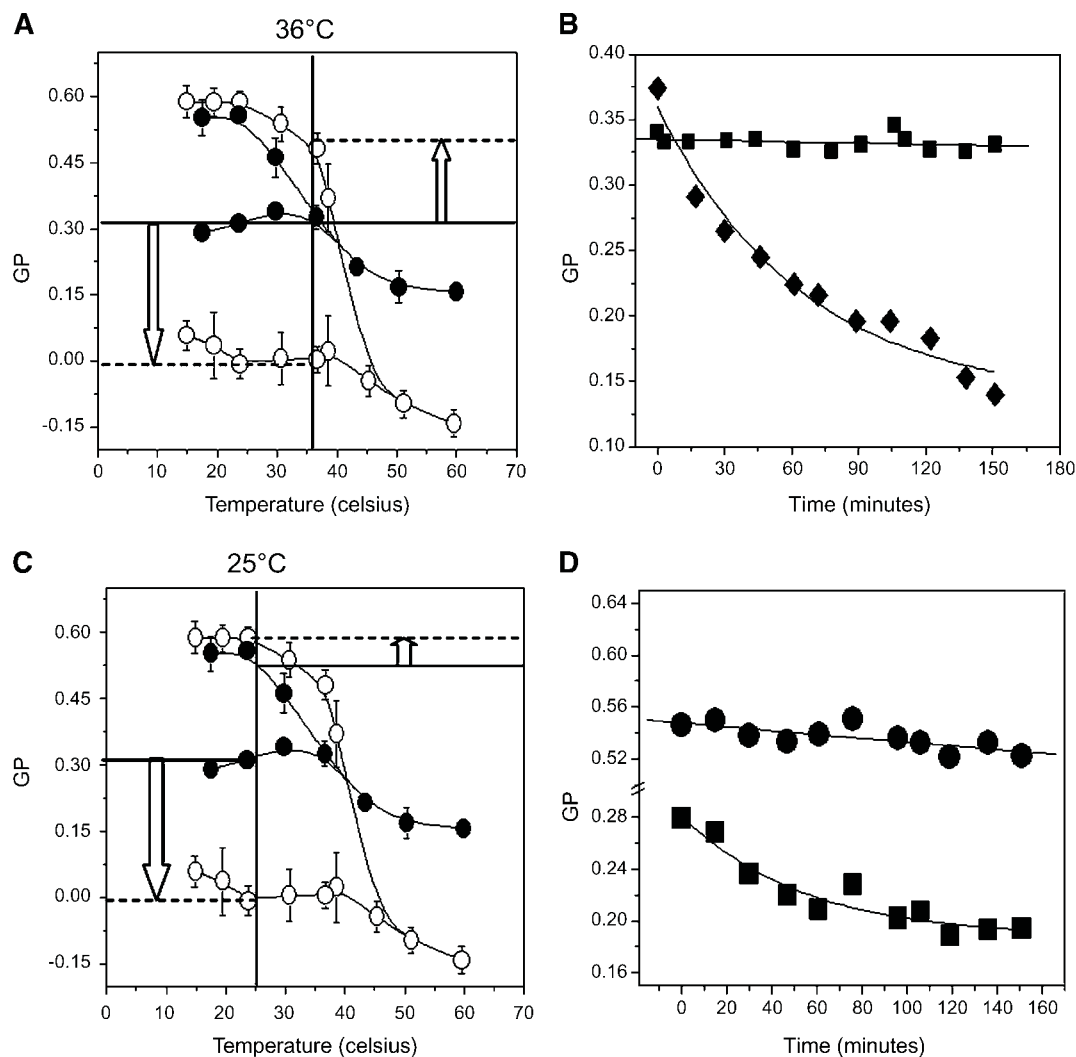 A
36°C
0.60
0.45
0.30
0.15
0.00
-0.15
GP
0 10 20 30 40 50 60 70
Temperature (celsius)
B
0.40
0.35
0.30
0.25
0.20
0.15
0.10
GP
0 30 60 90 120 150 180
Time (minutes)
C
25°C
0.60
0.45
0.30
0.15
0.00
-0.15
GP
0 10 20 30 40 50 60 70
Temperature (celsius)
D
0.64
0.60
0.56
0.52
0.28
0.24
0.20
0.16
GP
0 20 40 60 80 100 120 140 160
Time (minutes)